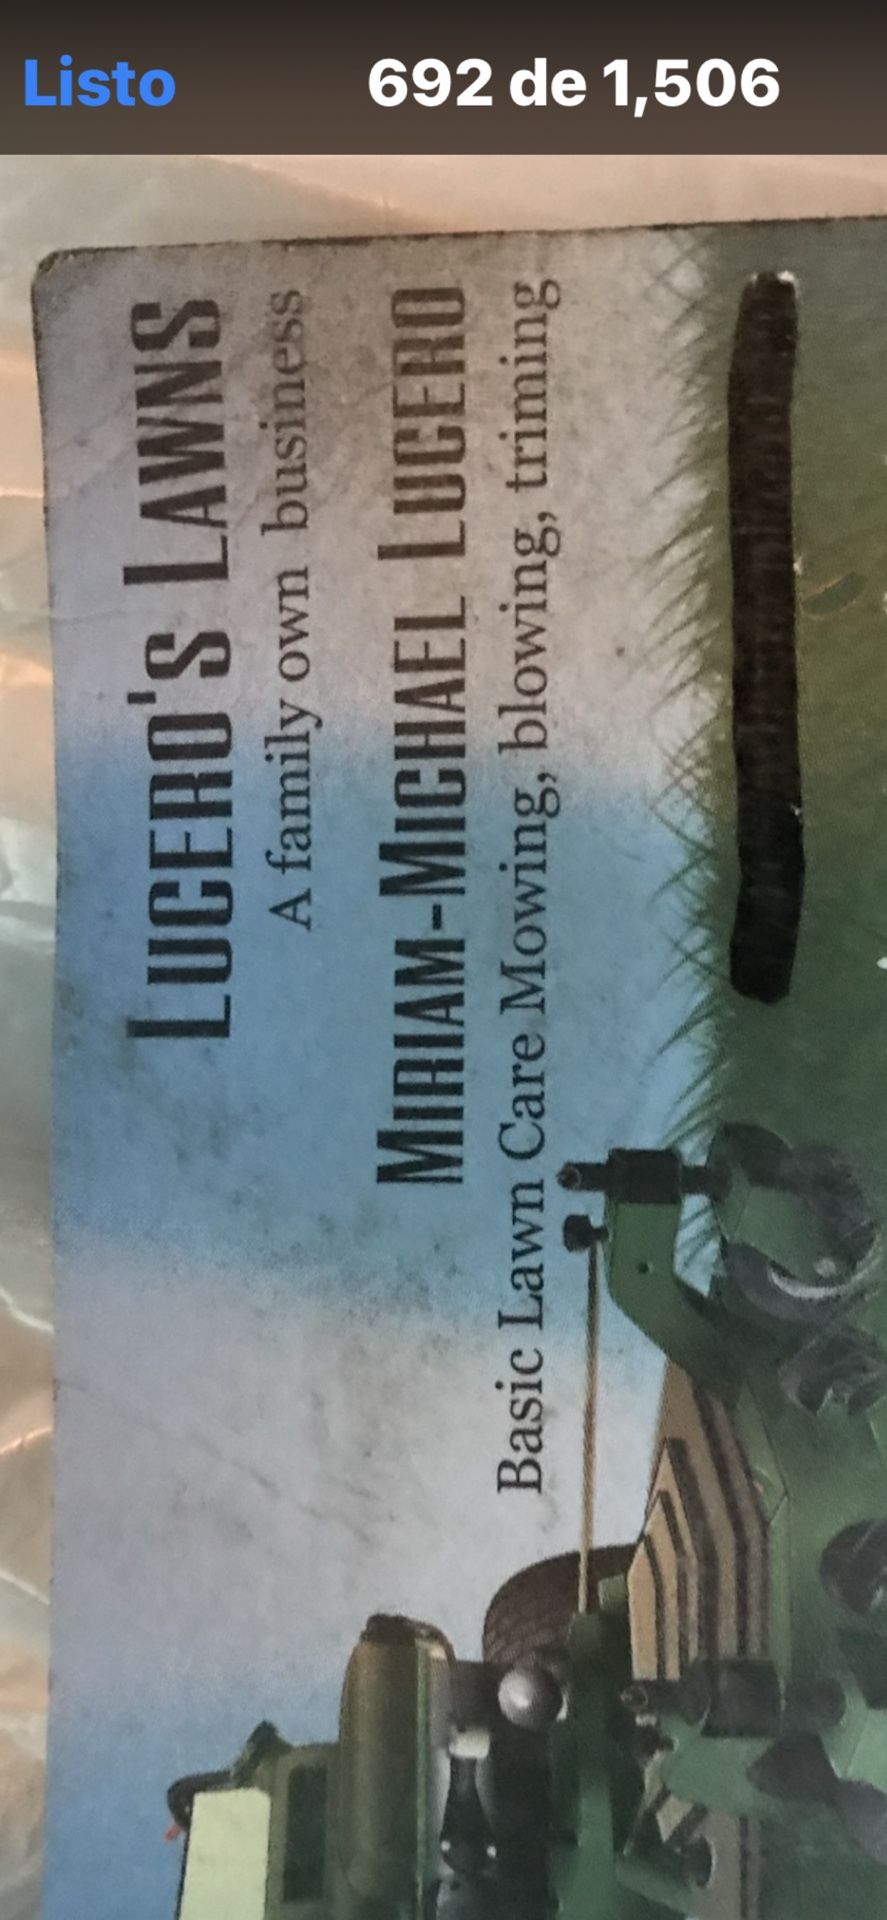 Listo
692 de 1,506
LUCERO'S LAWNS
A family own business
MIRIAM-MICHAEL LUCERO
Basic Lawn Care Mowing, blowing, triming